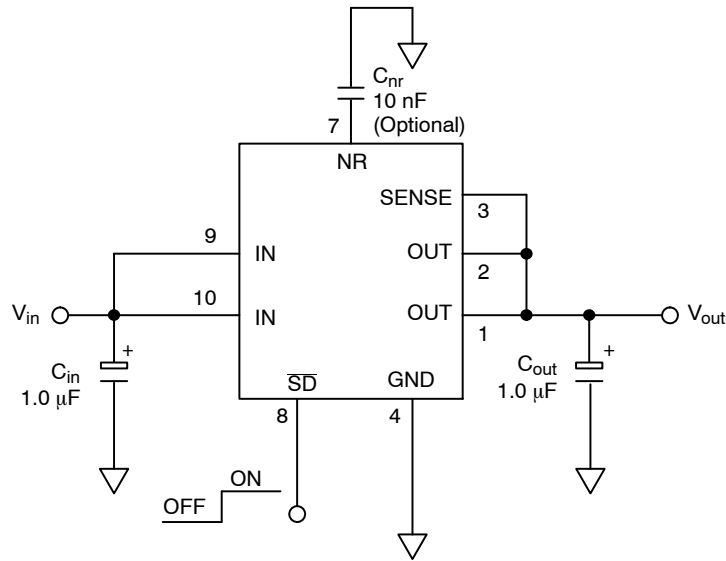 Cnr
10 nF
(Optional)
7
NR
SENSE
3
9
IN
OUT
2
Vin
10
IN
OUT
1
Vout
+
Cin
1.0 μF
+
Cout
1.0 μF
SD
GND
8
4
ON
OFF